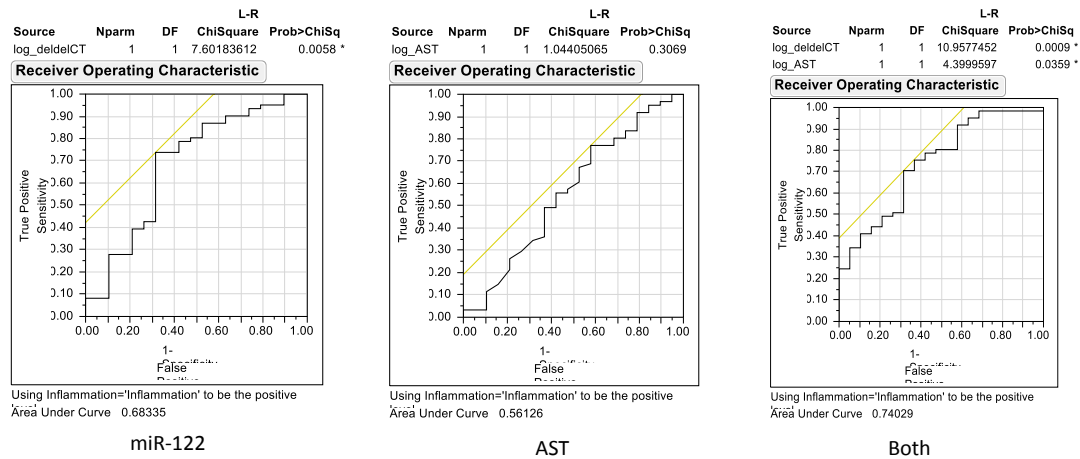 L-R
Source Nparm DF ChiSquare Prob>ChiSq
log_deldelCT 1 1 7.60183612 0.0058 *
Receiver Operating Characteristic
1.00
0.90
0.80
0.70
0.60
0.50
0.40
0.30
0.20
0.10
0.00
True Positive
Sensitivity
0.00 0.20 0.40 0.60 0.80 1.00
1-
False
Using Inflammation='Inflammation' to be the positive
Area Under Curve 0.68335
miR-122
L-R
Source Nparm DF ChiSquare Prob>ChiSq
log_AST 1 1 1.04405065 0.3069
Receiver Operating Characteristic
1.00
0.90
0.80
0.70
0.60
0.50
0.40
0.30
0.20
0.10
0.00
True Positive
Sensitivity
0.00 0.20 0.40 0.60 0.80 1.00
1-
False
Using Inflammation='Inflammation' to be the positive
Area Under Curve 0.56126
AST
L-R
Source Nparm DF ChiSquare Prob>ChiSq
log_deldelCT 1 1 10.9577452 0.0009 *
log_AST 1 1 4.3999597 0.0359 *
Receiver Operating Characteristic
1.00
0.90
0.80
0.70
0.60
0.50
0.40
0.30
0.20
0.10
0.00
True Positive
Sensitivity
0.00 0.20 0.40 0.60 0.80 1.00
1-
False
Using Inflammation='Inflammation' to be the positive
Area Under Curve 0.74029
Both